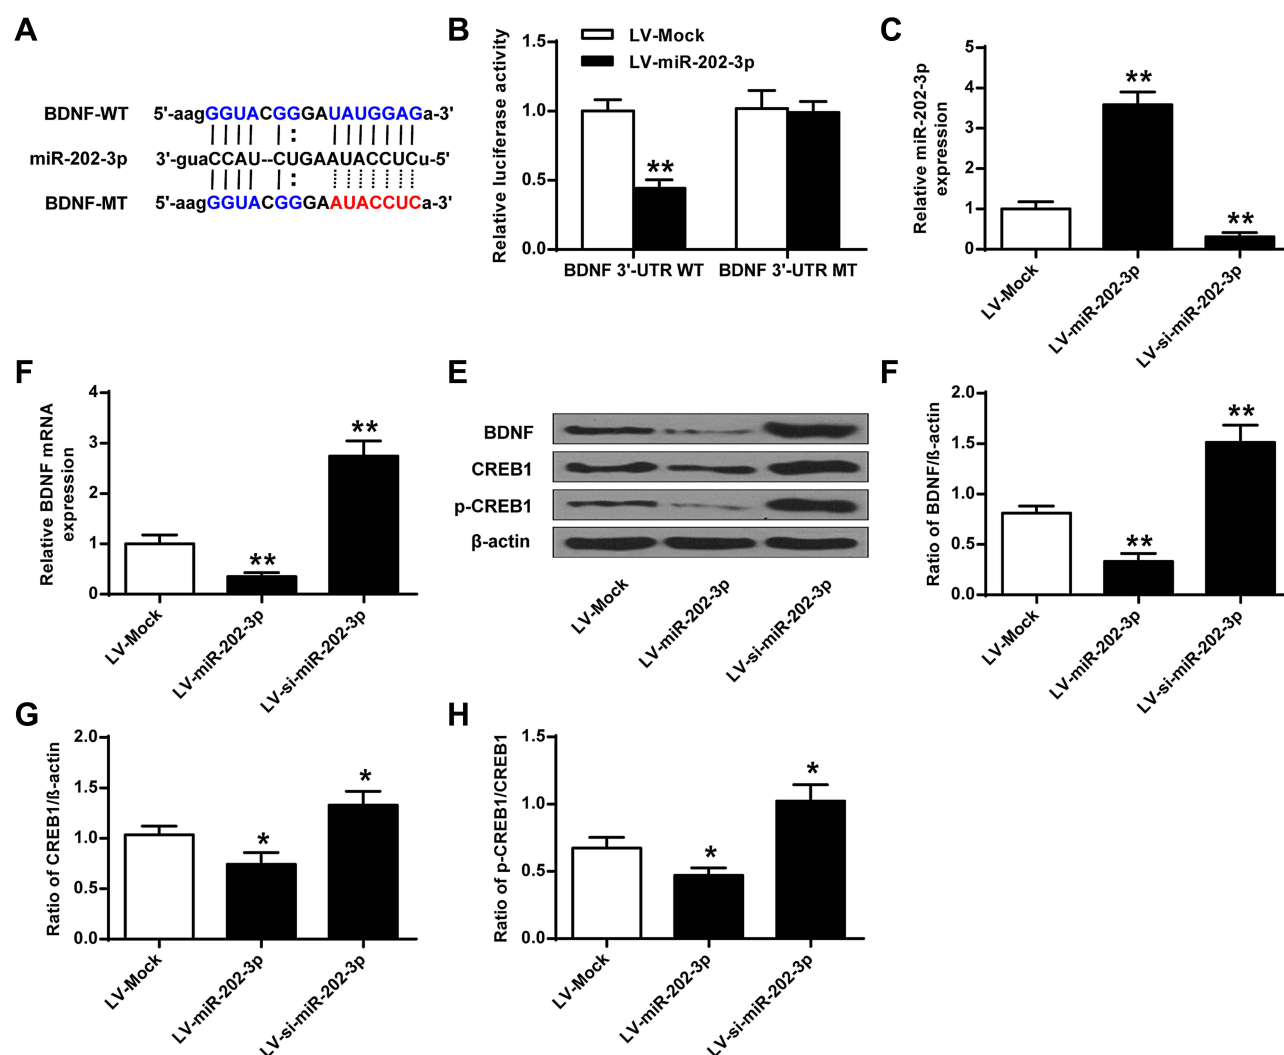 A
BDNF-WT 5'-aagGGUACGGGAUAUGGAGa-3'
miR-202-3p 3'-guaCCAU--CUGAAUACCUCu-5'
BDNF-MT 5'-aagGGUACGGGAAUACCUCa-3'
B
Relative luciferase activity
1.5
1.0
0.5
0.0
LV-Mock
LV-miR-202-3p
**
BDNF 3'-UTR WT
BDNF 3'-UTR MT
C
Relative miR-202-3p
expression
5
4
3
2
1
0
**
**
LV-Mock
LV-miR-202-3p
LV-si-miR-202-3p
F
Relative BDNF mRNA
expression
4
3
2
1
0
**
**
LV-Mock
LV-miR-202-3p
LV-si-miR-202-3p
E
BDNF
CREB1
p-CREB1
ß-actin
LV-Mock
LV-miR-202-3p
LV-si-miR-202-3p
F
Ratio of BDNF/ß-actin
2.0
1.5
1.0
0.5
0.0
**
**
LV-Mock
LV-miR-202-3p
LV-si-miR-202-3p
G
Ratio of CREB1/ß-actin
2.0
1.5
1.0
0.5
0.0
*
*
LV-Mock
LV-miR-202-3p
LV-si-miR-202-3p
H
Ratio of p-CREB1/CREB1
1.5
1.0
0.5
0.0
*
*
LV-Mock
LV-miR-202-3p
LV-si-miR-202-3p